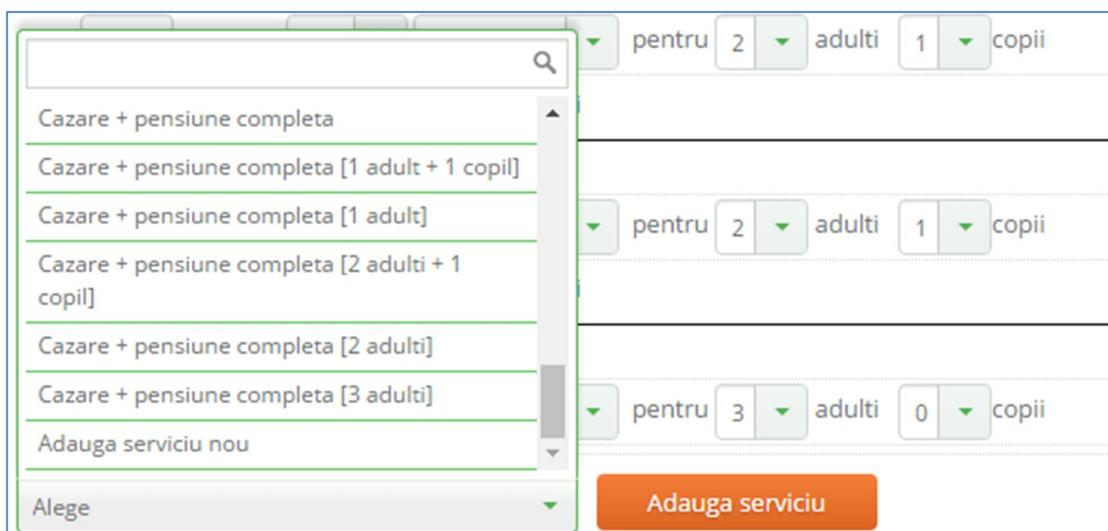 pentru 2 adulti 1 copii
Cazare + pensiune completa
Cazare + pensiune completa [1 adult + 1 copil]
Cazare + pensiune completa [1 adult]
pentru 2 adulti 1 copii
Cazare + pensiune completa [2 adulti + 1
copil]
Cazare + pensiune completa [2 adulti]
Cazare + pensiune completa [3 adulti]
pentru 3 adulti 0 copii
Adauga serviciu nou
Alege
Adauga serviciu